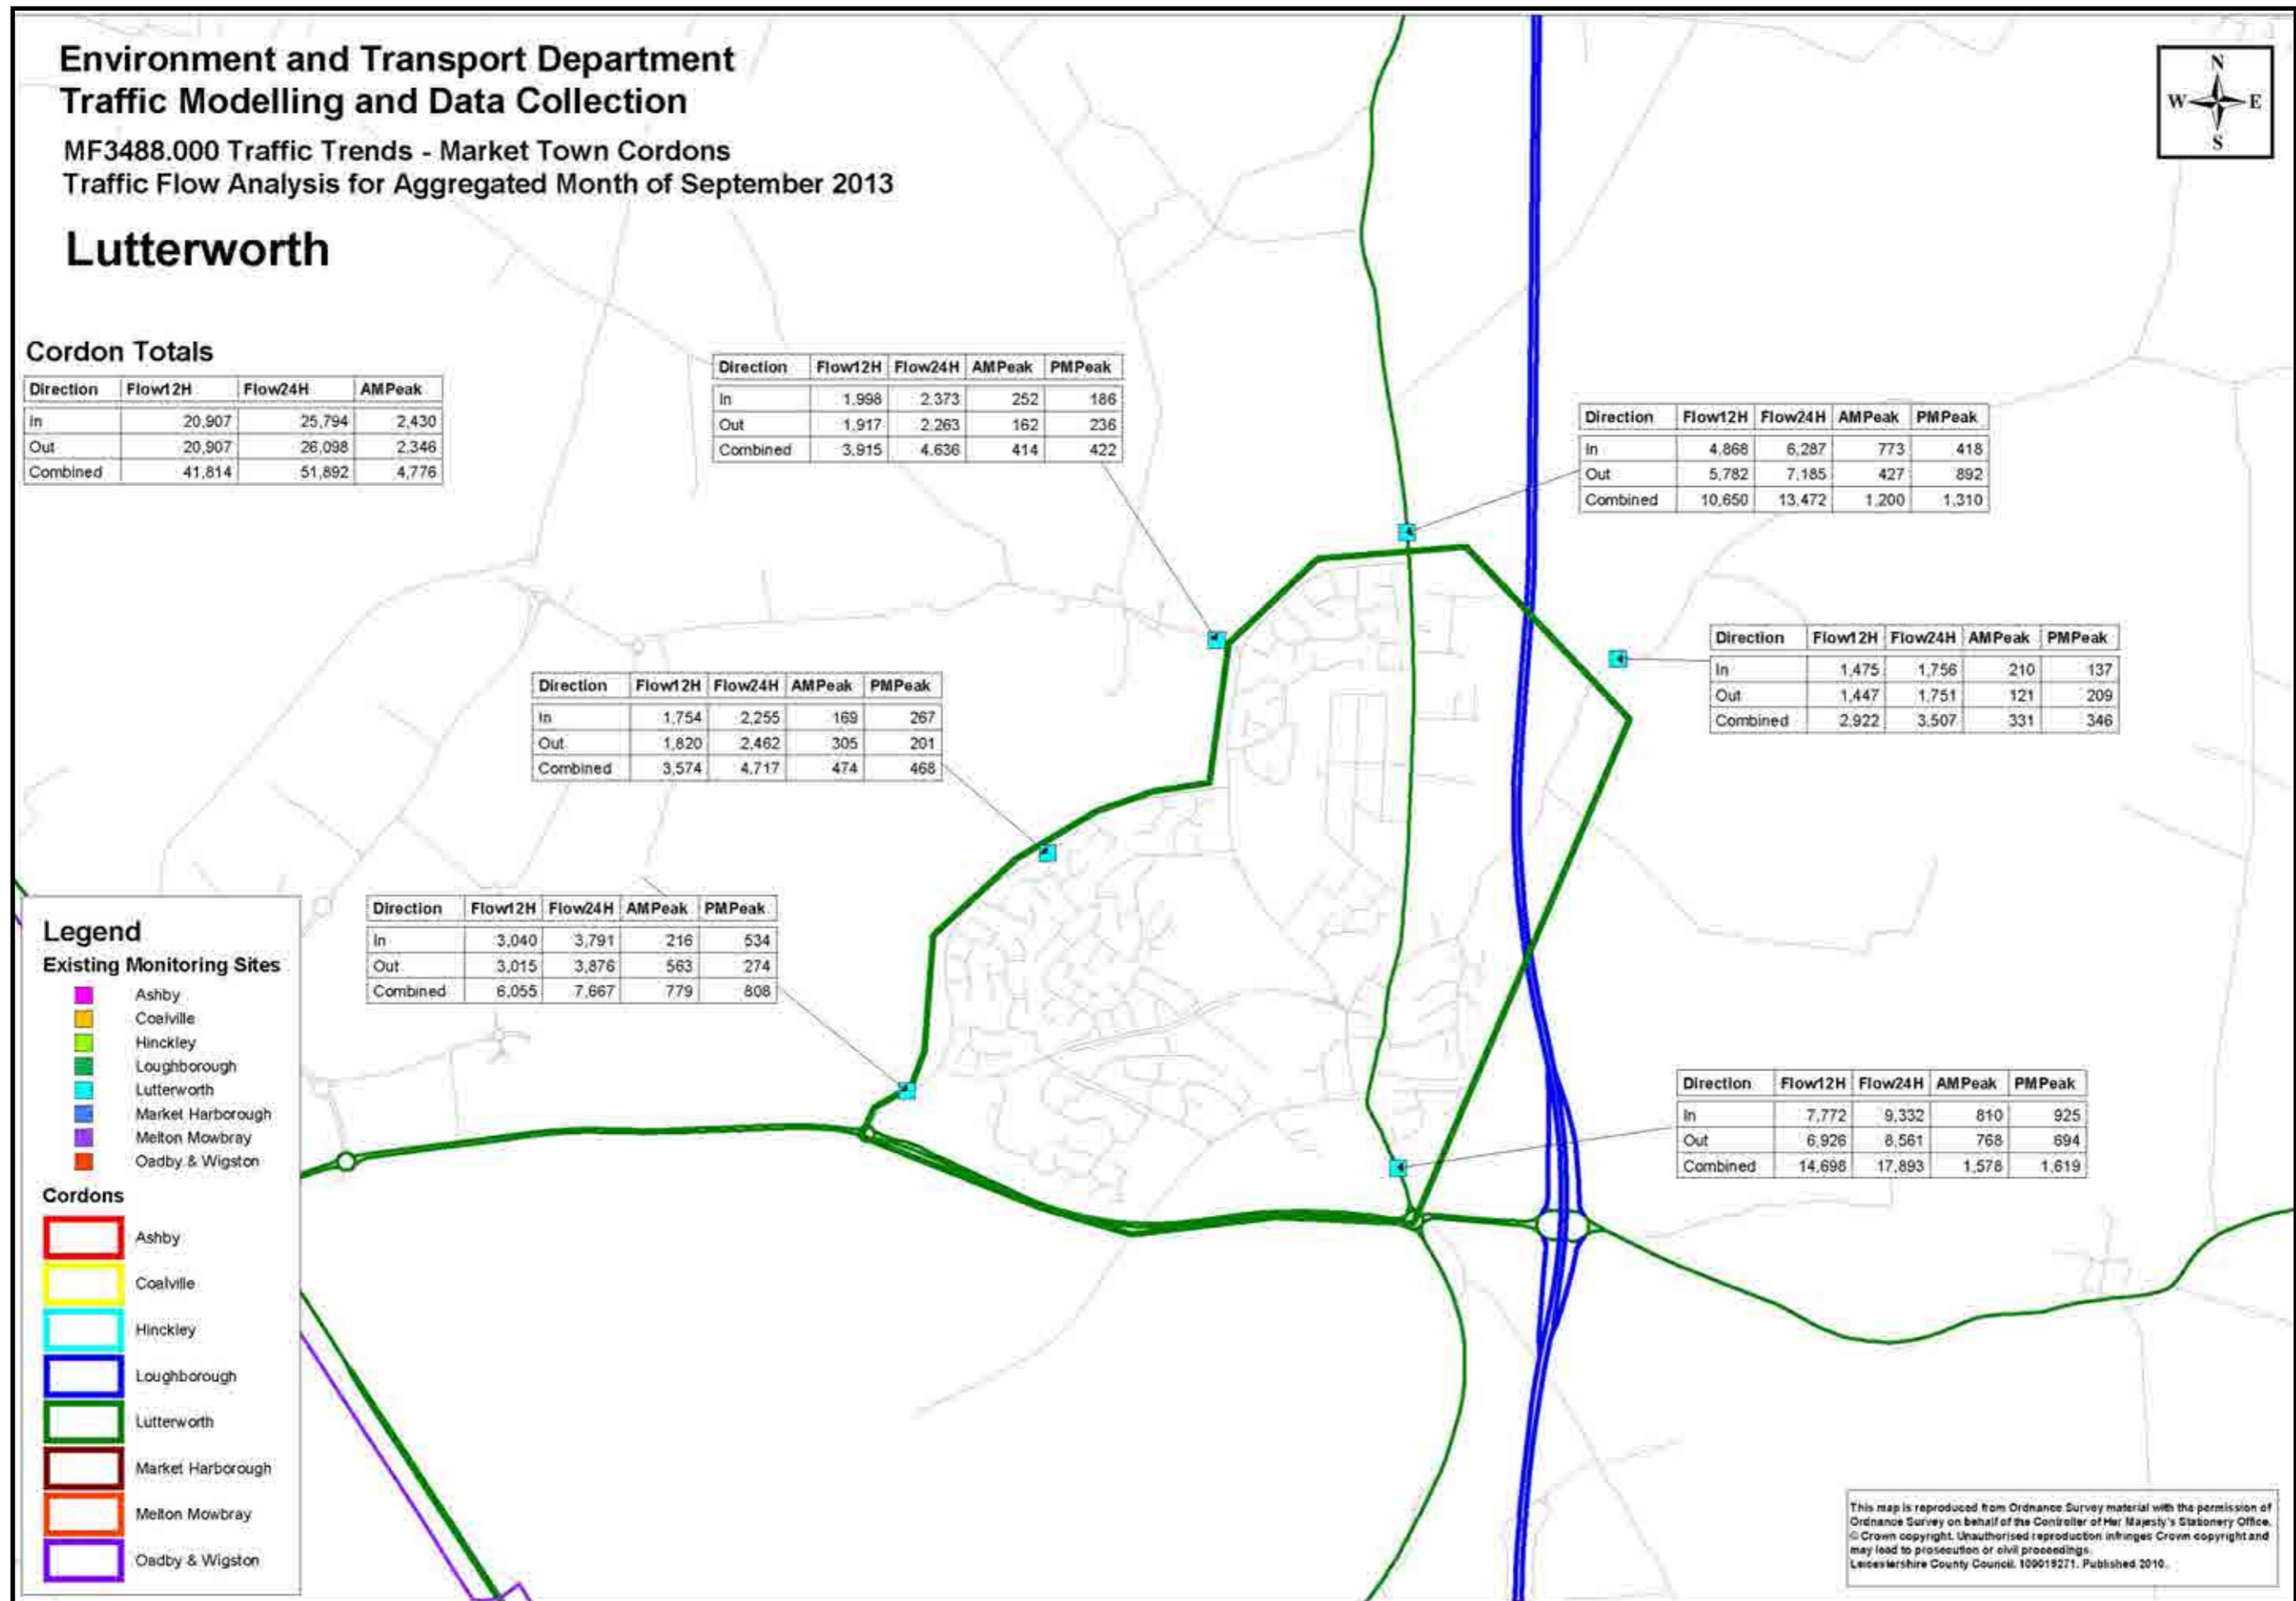 Environment and Transport Department
Traffic Modelling and Data Collection
MF3488.000 Traffic Trends - Market Town Cordons
Traffic Flow Analysis for Aggregated Month of September 2013
Lutterworth
N
W E
S
Cordon Totals
Direction Flow12H Flow24H AMPeak
In 20,907 25,794 2,430
Out 20,907 26,098 2,346
Combined 41,814 51,892 4,776
Direction Flow12H Flow24H AMPeak PMPeak
In 1,998 2,373 252 186
Out 1,917 2,263 162 236
Combined 3,915 4,636 414 422
Direction Flow12H Flow24H AMPeak PMPeak
In 4,868 6,287 773 418
Out 5,782 7,185 427 892
Combined 10,650 13,472 1,200 1,310
Direction Flow12H Flow24H AMPeak PMPeak
In 1,475 1,756 210 137
Out 1,447 1,751 121 209
Combined 2,922 3,507 331 346
Direction Flow12H Flow24H AMPeak PMPeak
In 1,754 2,255 169 267
Out 1,820 2,462 305 201
Combined 3,574 4,717 474 468
Direction Flow12H Flow24H AMPeak PMPeak
In 3,040 3,791 216 534
Out 3,015 3,876 563 274
Combined 6,055 7,667 779 808
Direction Flow12H Flow24H AMPeak PMPeak
In 7,772 9,332 810 925
Out 6,926 8,561 768 694
Combined 14,698 17,893 1,578 1,619
Legend
Existing Monitoring Sites
Ashby
Coalville
Hinckley
Loughborough
Lutterworth
Market Harborough
Melton Mowbray
Oadby & Wigston
Cordons
Ashby
Coalville
Hinckley
Loughborough
Lutterworth
Market Harborough
Melton Mowbray
Oadby & Wigston
This map is reproduced from Ordnance Survey material with the permission of
Ordnance Survey on behalf of the Controller of Her Majesty's Stationery Office.
© Crown copyright. Unauthorised reproduction infringes Crown copyright and
may lead to prosecution or civil proceedings.
Leicestershire County Council. 100019271. Published 2010.